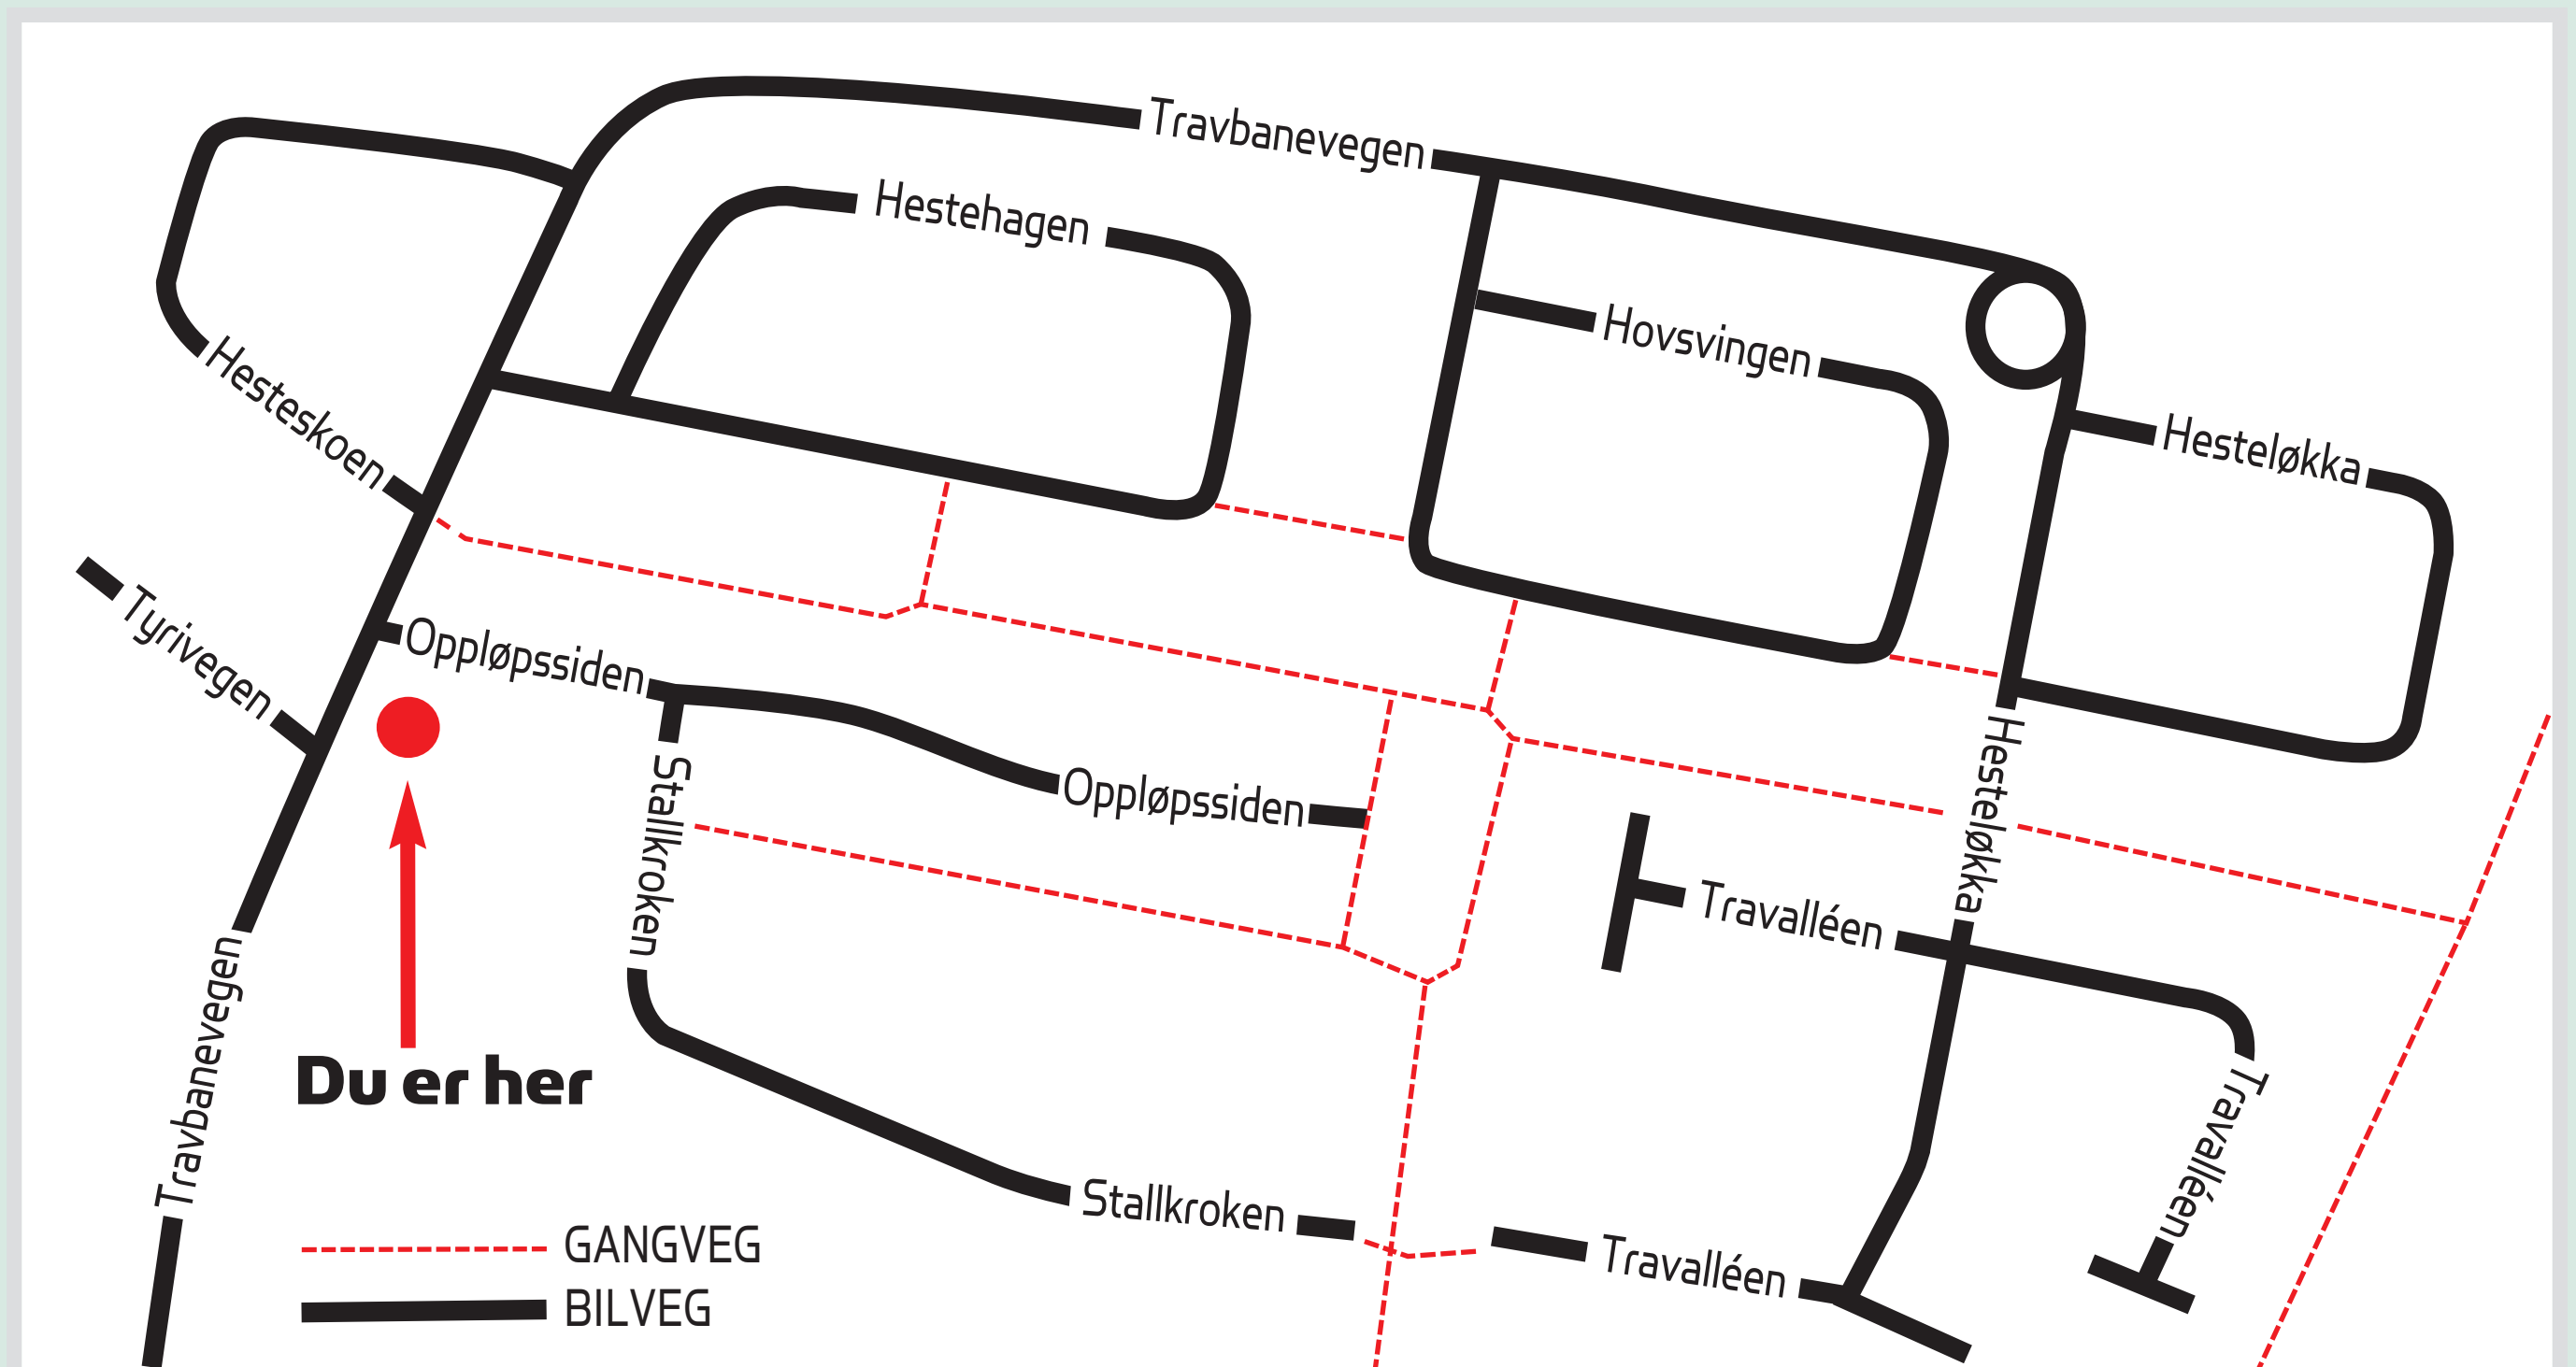 Travbanevegen
Hestehagen
Hovsvingen
Hesteskoen
Hesteløkka
Tyrivegen
Oppløpssiden
Oppløpssiden
Stallkroken
Hesteløkka
Travalléen
Travbanevegen
Du er her
Travalléen
Stallkroken
Travalléen
GANGVEG
BILVEG